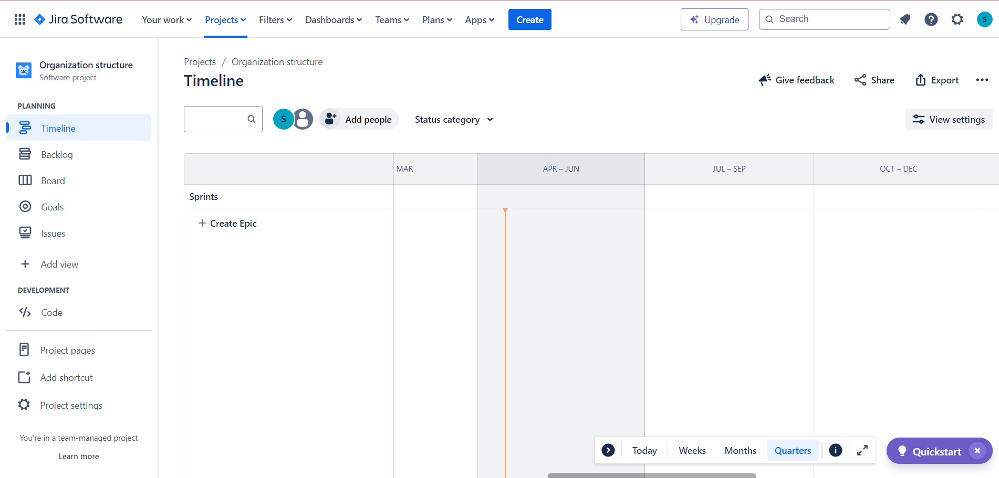 Jira Software
Your work
Projects
Filters
Dashboards
Teams
Plans
Apps
Create
Upgrade
Search
S
Organization structure
Software project
PLANNING
Timeline
Backlog
Board
Goals
Issues
Add view
DEVELOPMENT
Code
Project pages
Add shortcut
Project settings
You're in a team-managed project
Learn more
Projects / Organization structure
Timeline
Give feedback
Share
Export
S
Add people
Status category
View settings
MAR
APR – JUN
JUL – SEP
OCT – DEC
Sprints
Create Epic
Today
Weeks
Months
Quarters
Quickstart